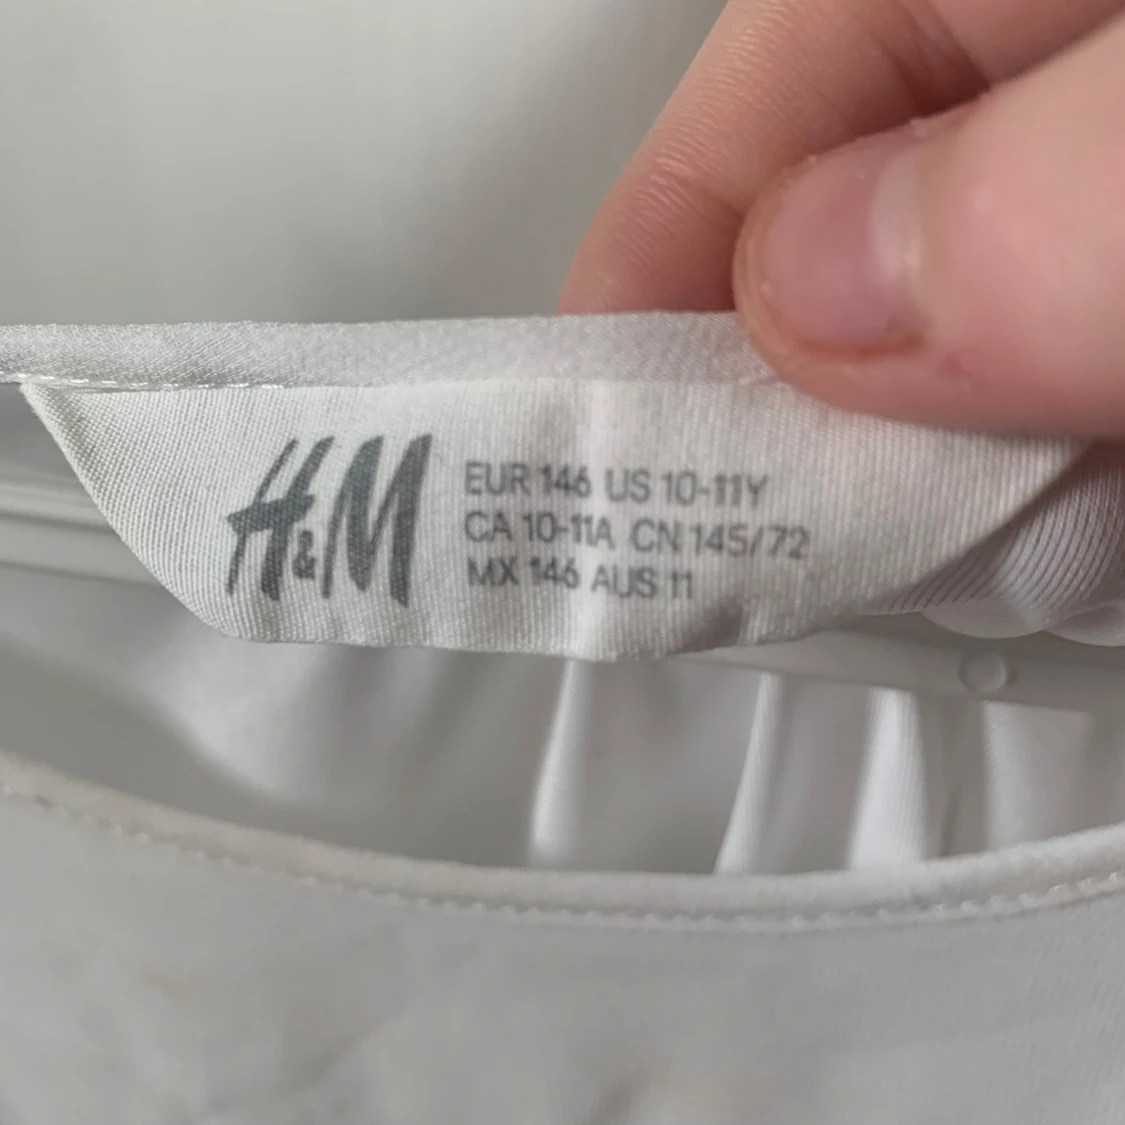 H&M
EUR 146 US 10-11Y
CA 10-11A CN 145/72
MX 146 AUS 11